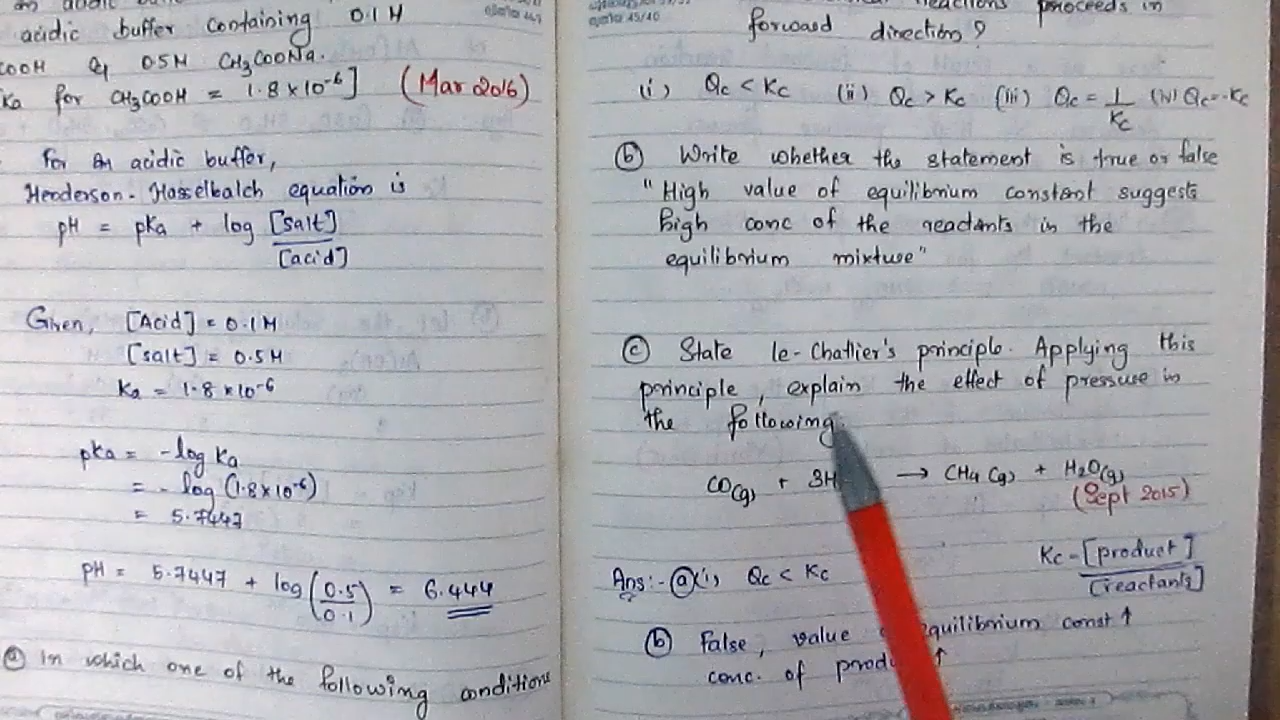 an acidic
acidic buffer containing 0.1 M
COOH & 0.5M CH₃COONa.
Ka for CH₃COOH = 1.8 × 10⁻⁶] (Mar 2016)
For an acidic buffer,
Henderson - Hasselbalch equation is
pH = pKa + log [salt]
[acid]
Given, [Acid] = 0.1 M
[salt] = 0.5 M
Ka = 1.8 × 10⁻⁶
pKa = -log Ka
= - log (1.8 × 10⁻⁶)
= 5.7447
pH = 5.7447 + log (0.5/0.1) = 6.444
@ In which one of the following conditions
reactions proceeds in
forward direction ?
(i) Qc < Kc (ii) Qc > Kc (iii) Qc = 1/Kc (iv) Qc = -Kc
(b) Write whether the statement is true or false
"High value of equilibrium constant suggests
high conc of the reactants in the
equilibrium mixture"
(c) State le-Chatlier's principle. Applying this
principle, explain the effect of pressure in
the following.
CO(g) + 3H → CH4 (g) + H₂O(g)
(Sept 2015)
Kc = [product]
[reactants]
Ans:- (a) (i) Qc < Kc
(b) False, value equilibrium const ↑
conc. of ↑